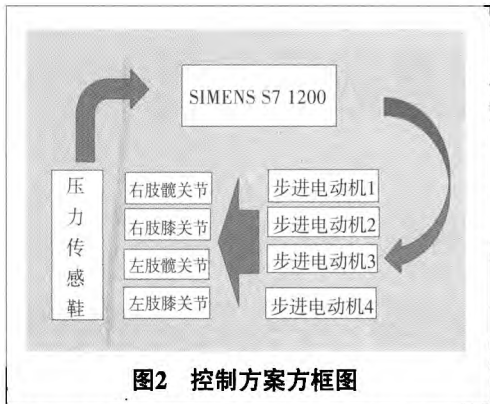 SIMENS S7 1200
压力传感鞋
右肢髋关节
右肢膝关节
左肢髋关节
左肢膝关节
步进电动机1
步进电动机2
步进电动机3
步进电动机4
图2 控制方案方框图